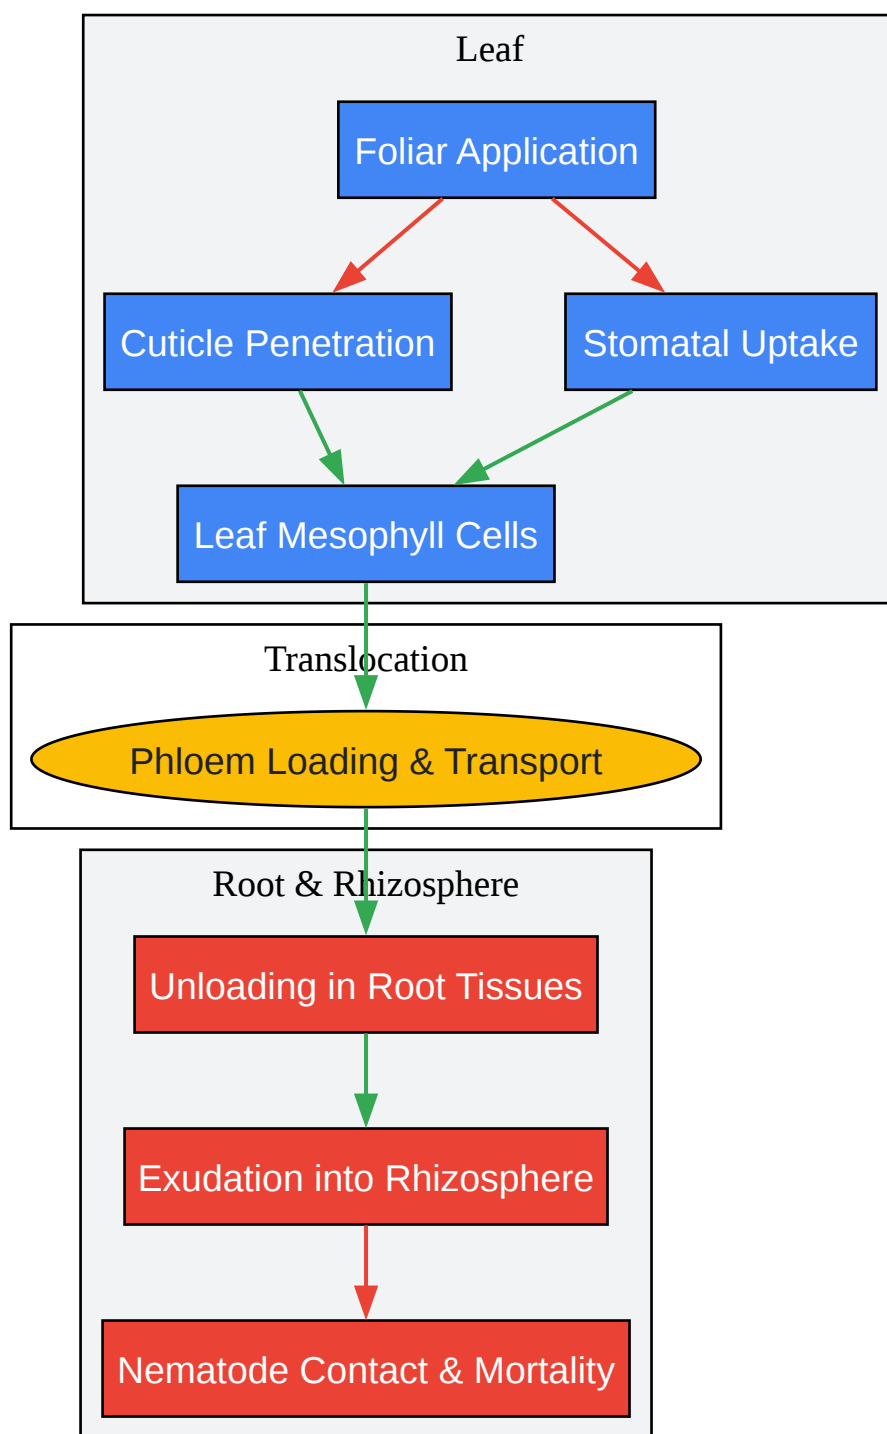 Leaf
Foliar Application
Cuticle Penetration
Stomatal Uptake
Leaf Mesophyll Cells
Translocation
Phloem Loading & Transport
Root & Rhizosphere
Unloading in Root Tissues
Exudation into Rhizosphere
Nematode Contact & Mortality